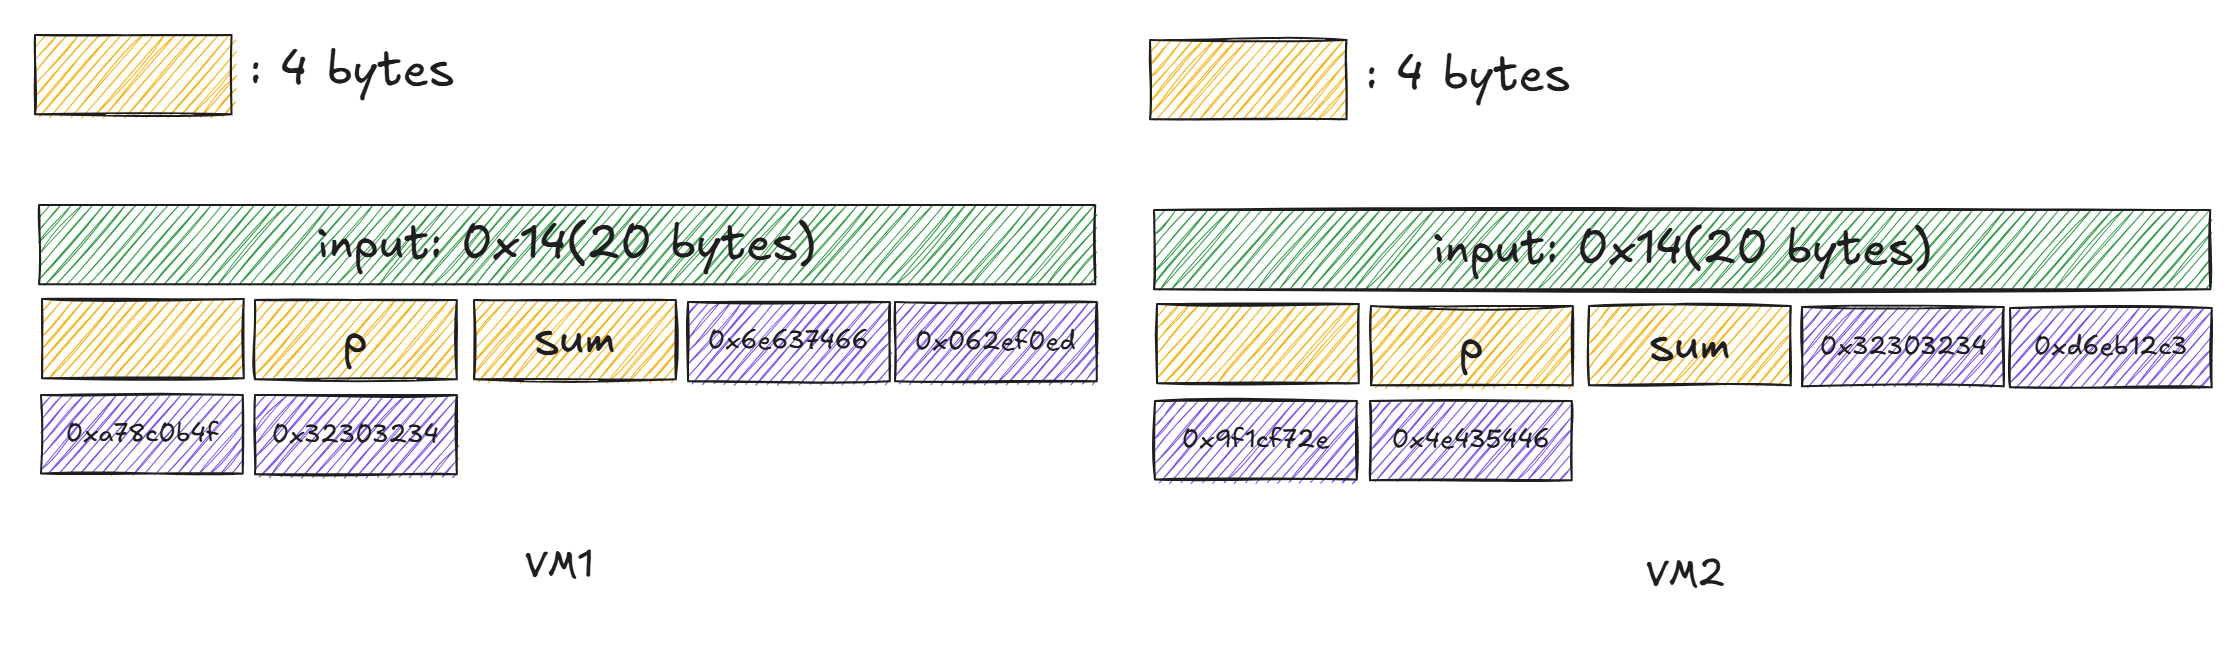 : 4 bytes
input: 0x14(20 bytes)
p
sum
0x6e637466
0x062ef0ed
0xa78c0b4f
0x32303234
VM1
: 4 bytes
input: 0x14(20 bytes)
p
sum
0x32303234
0xd6eb12c3
0x9f1cf72e
0x4e435446
VM2